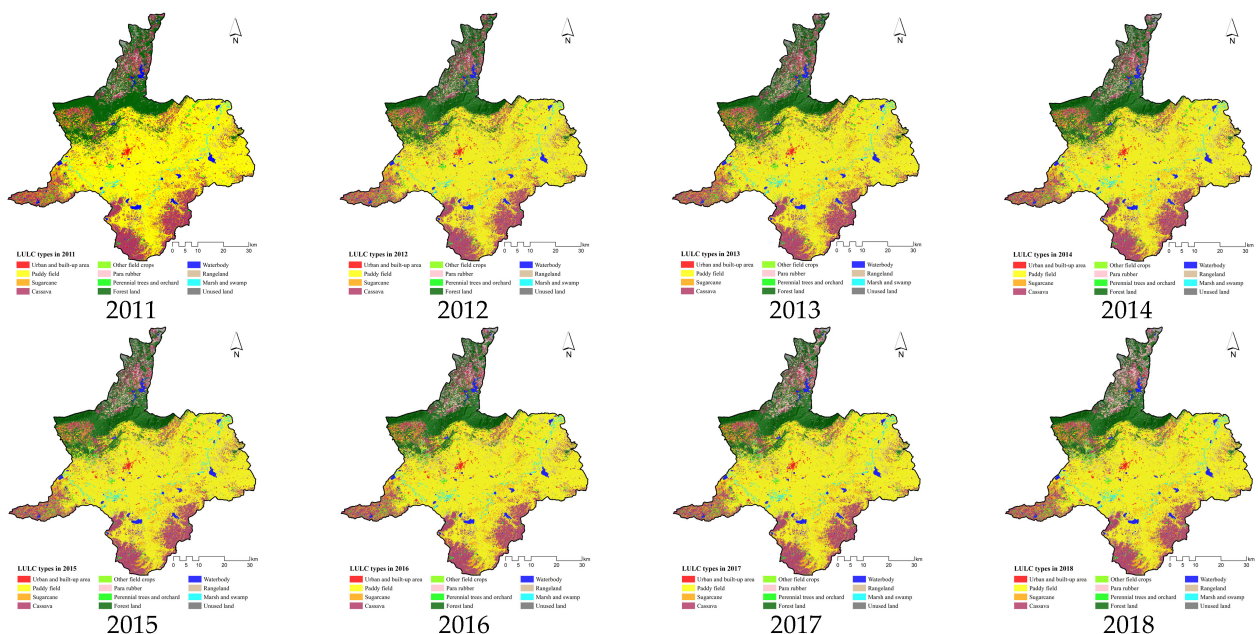 N
N
N
N
km
0 5 10 20 30
km
0 5 10 20 30
km
0 5 10 20 30
km
0 5 10 20 30
LULC types in 2011
Urban and built-up area Other field crops Waterbody
Paddy field Para rubber Rangeland
Sugarcane Perennial trees and orchard Marsh and swamp
Cassava Forest land Unused land
2011
LULC types in 2012
Urban and built-up area Other field crops Waterbody
Paddy field Para rubber Rangeland
Sugarcane Perennial trees and orchard Marsh and swamp
Cassava Forest land Unused land
2012
LULC types in 2013
Urban and built-up area Other field crops Waterbody
Paddy field Para rubber Rangeland
Sugarcane Perennial trees and orchard Marsh and swamp
Cassava Forest land Unused land
2013
LULC types in 2014
Urban and built-up area Other field crops Waterbody
Paddy field Para rubber Rangeland
Sugarcane Perennial trees and orchard Marsh and swamp
Cassava Forest land Unused land
2014
N
N
N
N
km
0 5 10 20 30
km
0 5 10 20 30
km
0 5 10 20 30
km
0 5 10 20 30
LULC types in 2015
Urban and built-up area Other field crops Waterbody
Paddy field Para rubber Rangeland
Sugarcane Perennial trees and orchard Marsh and swamp
Cassava Forest land Unused land
2015
LULC types in 2016
Urban and built-up area Other field crops Waterbody
Paddy field Para rubber Rangeland
Sugarcane Perennial trees and orchard Marsh and swamp
Cassava Forest land Unused land
2016
LULC types in 2017
Urban and built-up area Other field crops Waterbody
Paddy field Para rubber Rangeland
Sugarcane Perennial trees and orchard Marsh and swamp
Cassava Forest land Unused land
2017
LULC types in 2018
Urban and built-up area Other field crops Waterbody
Paddy field Para rubber Rangeland
Sugarcane Perennial trees and orchard Marsh and swamp
Cassava Forest land Unused land
2018